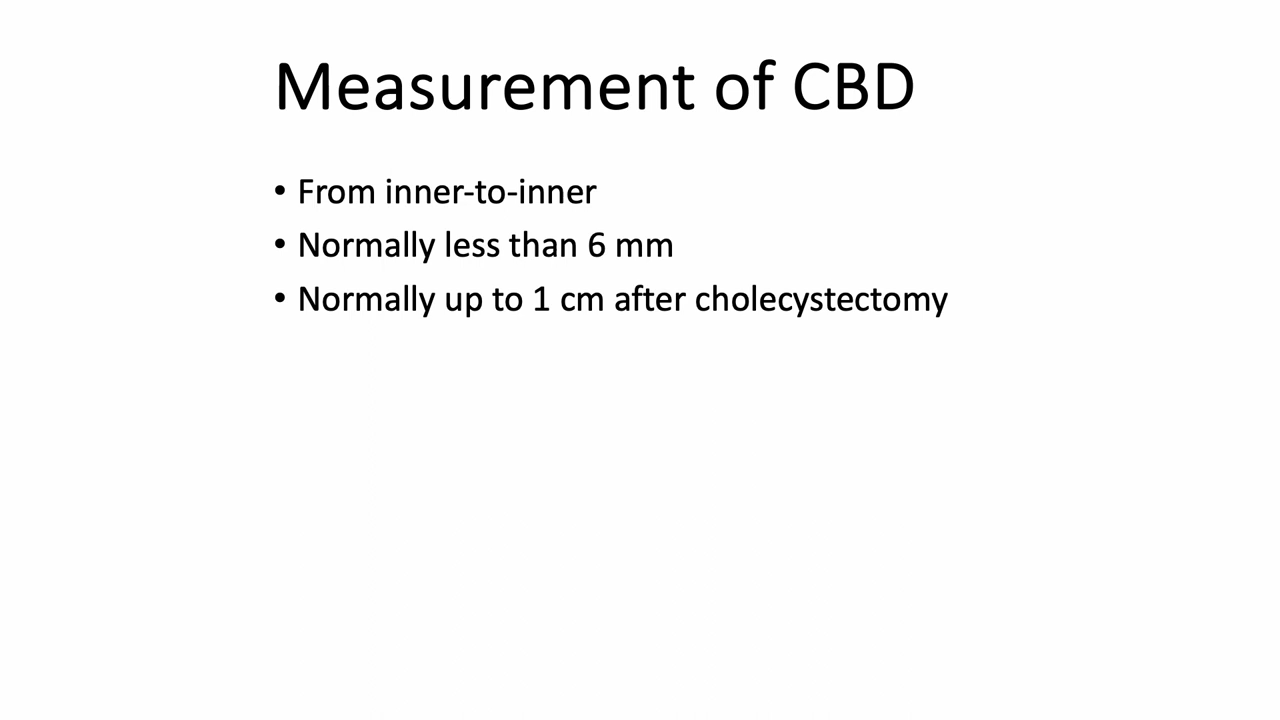 Measurement of CBD
• From inner-to-inner
• Normally less than 6 mm
• Normally up to 1 cm after cholecystectomy